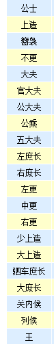 公士
上造
簪袅
不更
大夫
官大夫
公大夫
公乘
五大夫
左庶长
右庶长
左更
中更
右更
少上造
大上造
驷车庶长
大庶长
关内侯
列侯
王